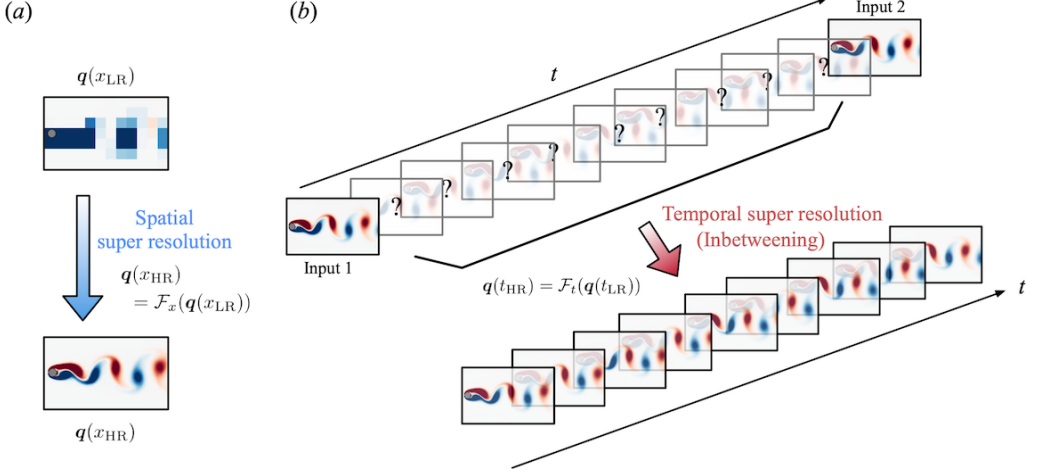 (a)
q(x_LR)
Spatial
super resolution
q(x_HR)
= F_x(q(x_LR))
q(x_HR)
(b)
Input 2
t
? ? ? ? ? ? ? ? ?
Input 1
Temporal super resolution
(Inbetweening)
q(t_HR) = F_t(q(t_LR))
t